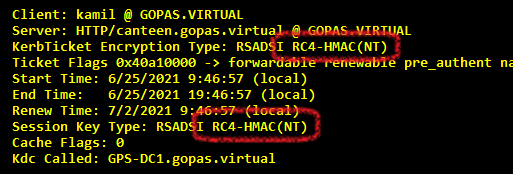 Client: kamil @ GOPAS.VIRTUAL
Server: HTTP/canteen.gopas.virtual @ GOPAS.VIRTUAL
KerbTicket Encryption Type: RSADSI RC4-HMAC(NT)
Ticket Flags 0x40a10000 -> forwardable renewable pre_authent na
Start Time: 6/25/2021 9:46:57 (local)
End Time:   6/25/2021 19:46:57 (local)
Renew Time: 7/2/2021 9:46:57 (local)
Session Key Type: RSADSI RC4-HMAC(NT)
Cache Flags: 0
Kdc Called: GPS-DC1.gopas.virtual